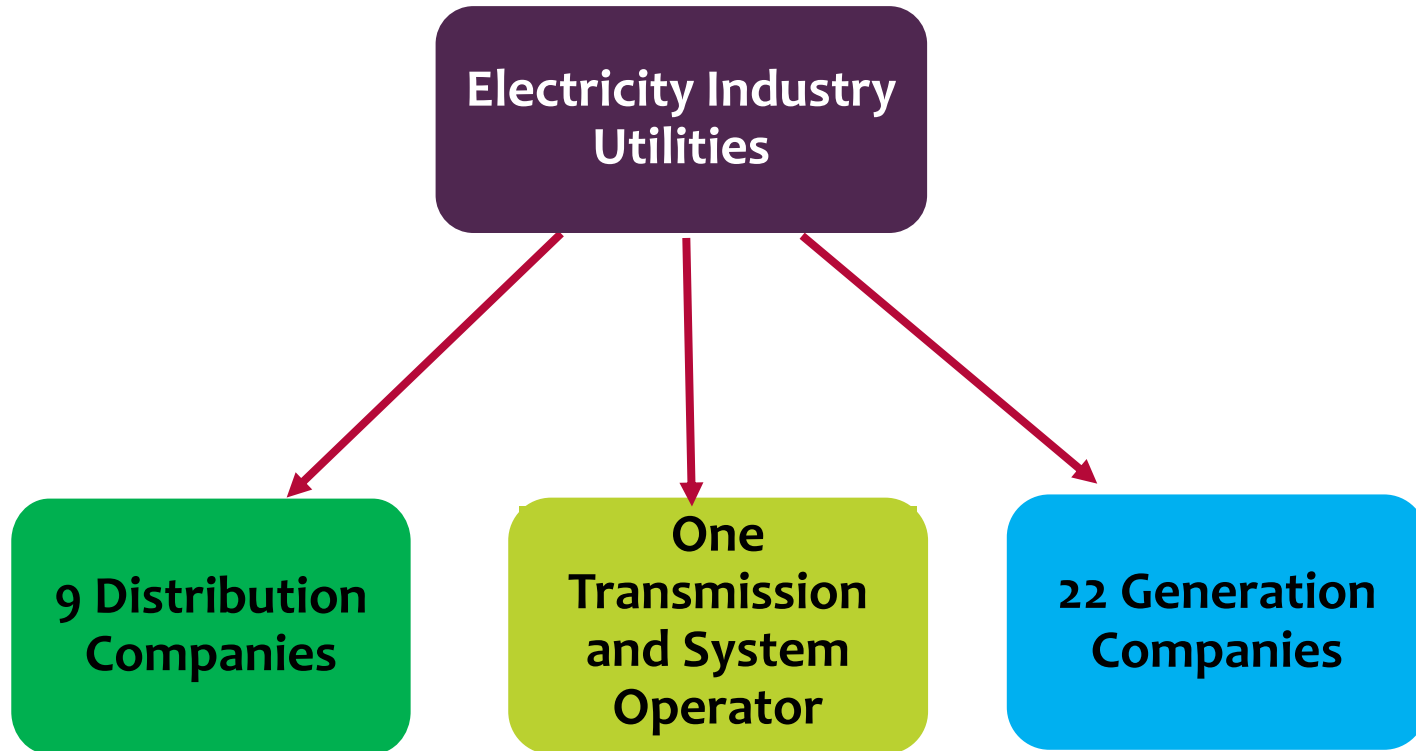 Electricity Industry
Utilities
9 Distribution
Companies
One
Transmission
and System
Operator
22 Generation
Companies